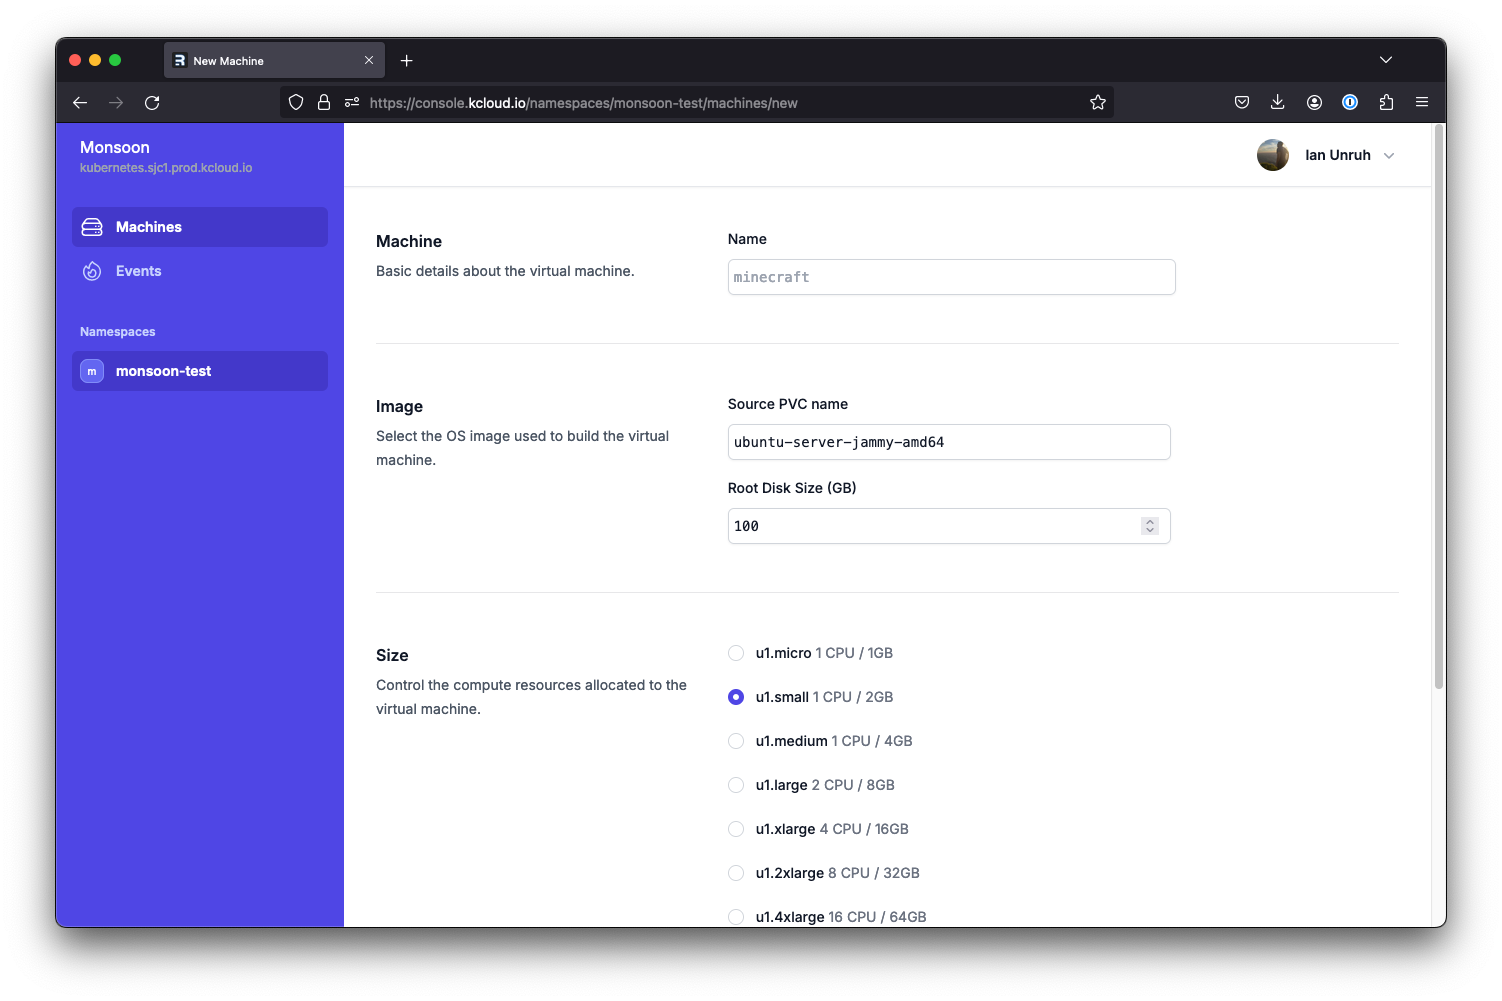 New Machine
https://console.kcloud.io/namespaces/monsoon-test/machines/new
Monsoon
kubernetes.sjc1.prod.kcloud.io
Machines
Events
Namespaces
m
monsoon-test
Ian Unruh
Machine
Basic details about the virtual machine.
Name
minecraft
Image
Select the OS image used to build the virtual
machine.
Source PVC name
ubuntu-server-jammy-amd64
Root Disk Size (GB)
100
Size
Control the compute resources allocated to the
virtual machine.
u1.micro 1 CPU / 1GB
u1.small 1 CPU / 2GB
u1.medium 1 CPU / 4GB
u1.large 2 CPU / 8GB
u1.xlarge 4 CPU / 16GB
u1.2xlarge 8 CPU / 32GB
u1.4xlarge 16 CPU / 64GB